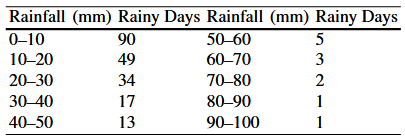 Rainfall (mm) Rainy Days Rainfall (mm) Rainy Days
0–10 90 50–60 5
10–20 49 60–70 3
20–30 34 70–80 2
30–40 17 80–90 1
40–50 13 90–100 1